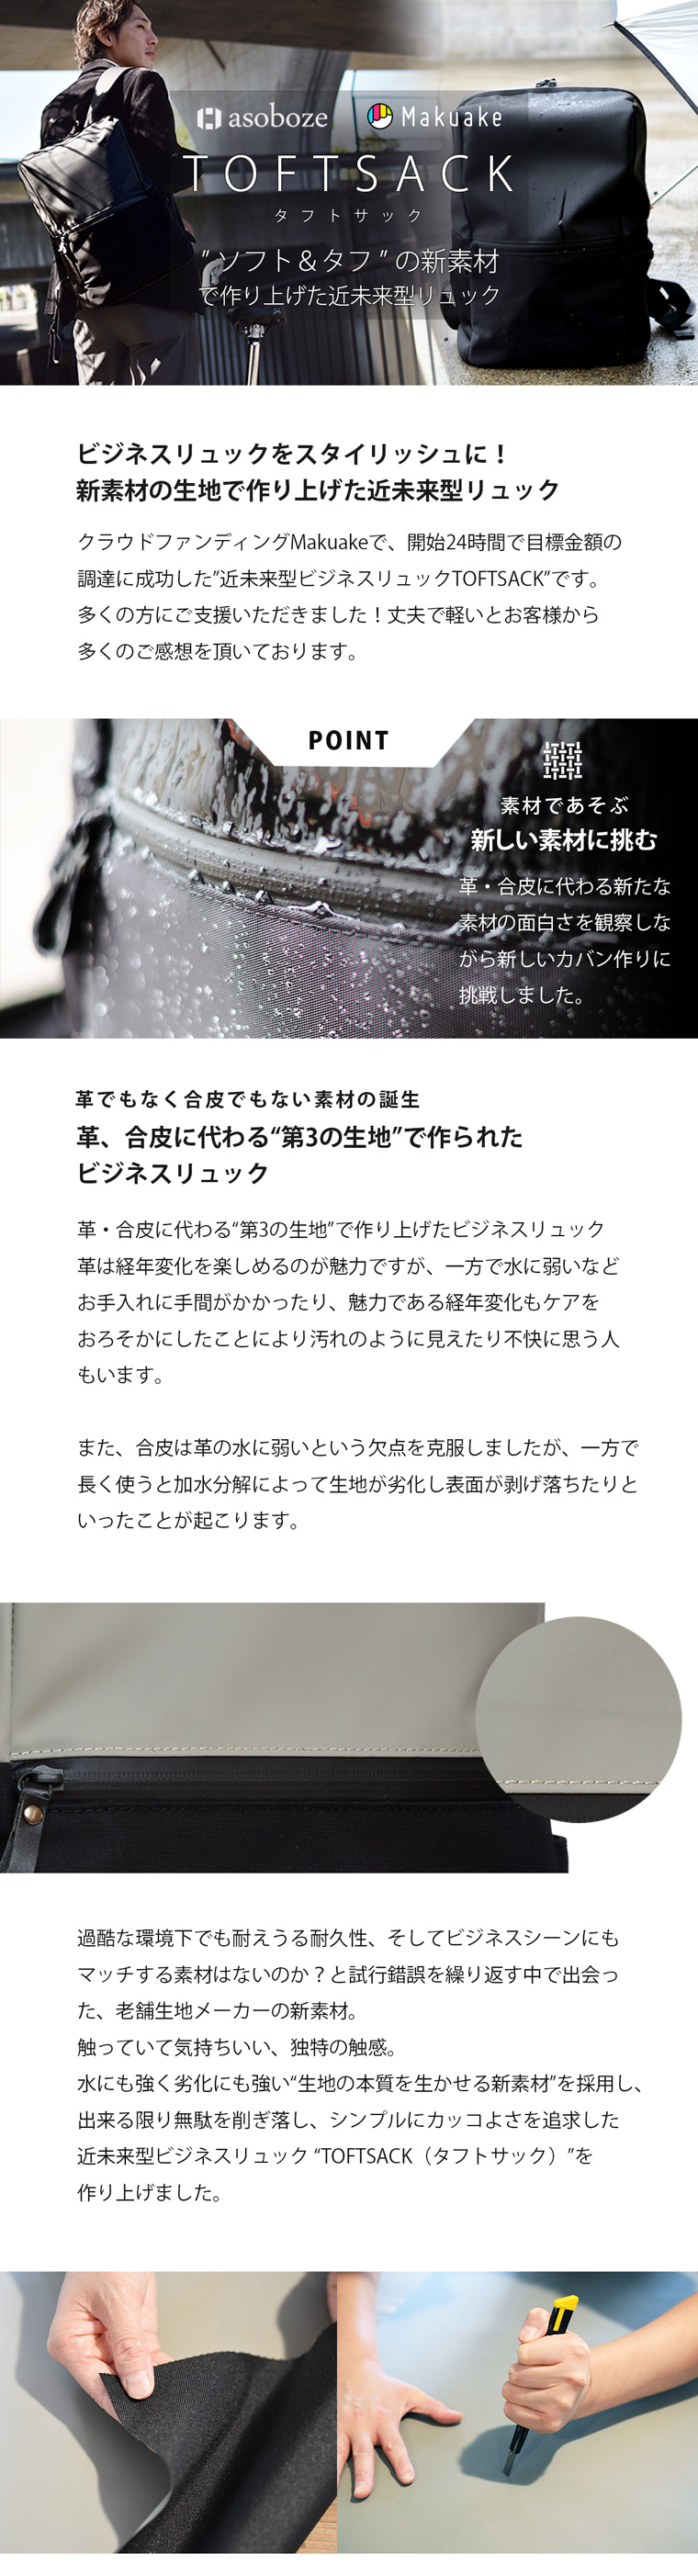 asoboze
Makuake
TOFTSACK
タフトサック
”ソフト＆タフ”の新素材
で作り上げた近未来型リュック
ビジネスリュックをスタイリッシュに！
新素材の生地で作り上げた近未来型リュック
クラウドファンディングMakuakeで、開始24時間で目標金額の
調達に成功した”近未来型ビジネスリュックTOFTSACK”です。
多くの方にご支援いただきました！丈夫で軽いとお客様から
多くのご感想を頂いております。
POINT
素材であそぶ
新しい素材に挑む
革・合皮に代わる新たな
素材の面白さを観察しな
がら新しいカバン作りに
挑戦しました。
革でもなく合皮でもない素材の誕生
革、合皮に代わる“第3の生地”で作られた
ビジネスリュック
革・合皮に代わる“第3の生地”で作り上げたビジネスリュック
革は経年変化を楽しめるのが魅力ですが、一方で水に弱いなど
お手入れに手間がかかったり、魅力である経年変化もケアを
おろそかにしたことにより汚れのように見えたり不快に思う人
もいます。
また、合皮は革の水に弱いという欠点を克服しましたが、一方で
長く使うと加水分解によって生地が劣化し表面が剥げ落ちたりと
いったことが起こります。
過酷な環境下でも耐えうる耐久性、そしてビジネスシーンにも
マッチする素材はないのか？と試行錯誤を繰り返す中で出会っ
た、老舗生地メーカーの新素材。
触っていて気持ちいい、独特の触感。
水にも強く劣化にも強い“生地の本質を生かせる新素材”を採用し、
出来る限り無駄を削ぎ落し、シンプルにカッコよさを追求した
近未来型ビジネスリュック “TOFTSACK（タフトサック）”を
作り上げました。